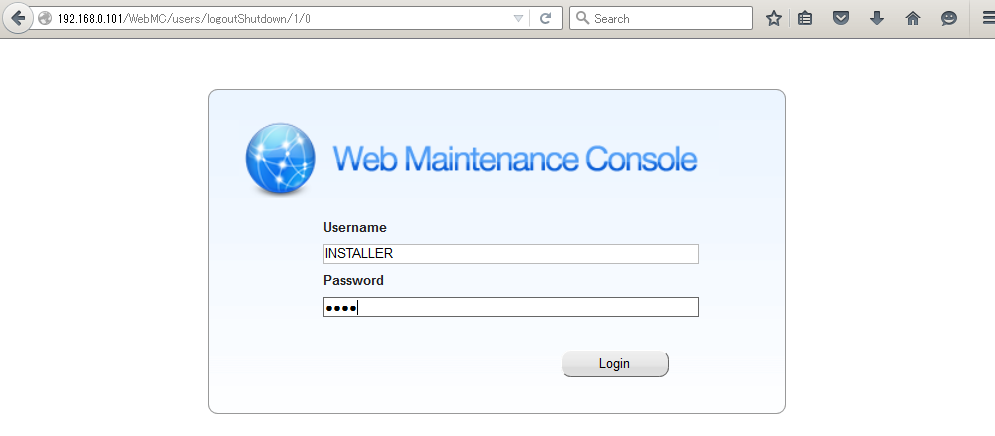 192.168.0.101/WebMC/users/logoutShutdown/1/0
Search
Web Maintenance Console
Username
INSTALLER
Password
••••
Login